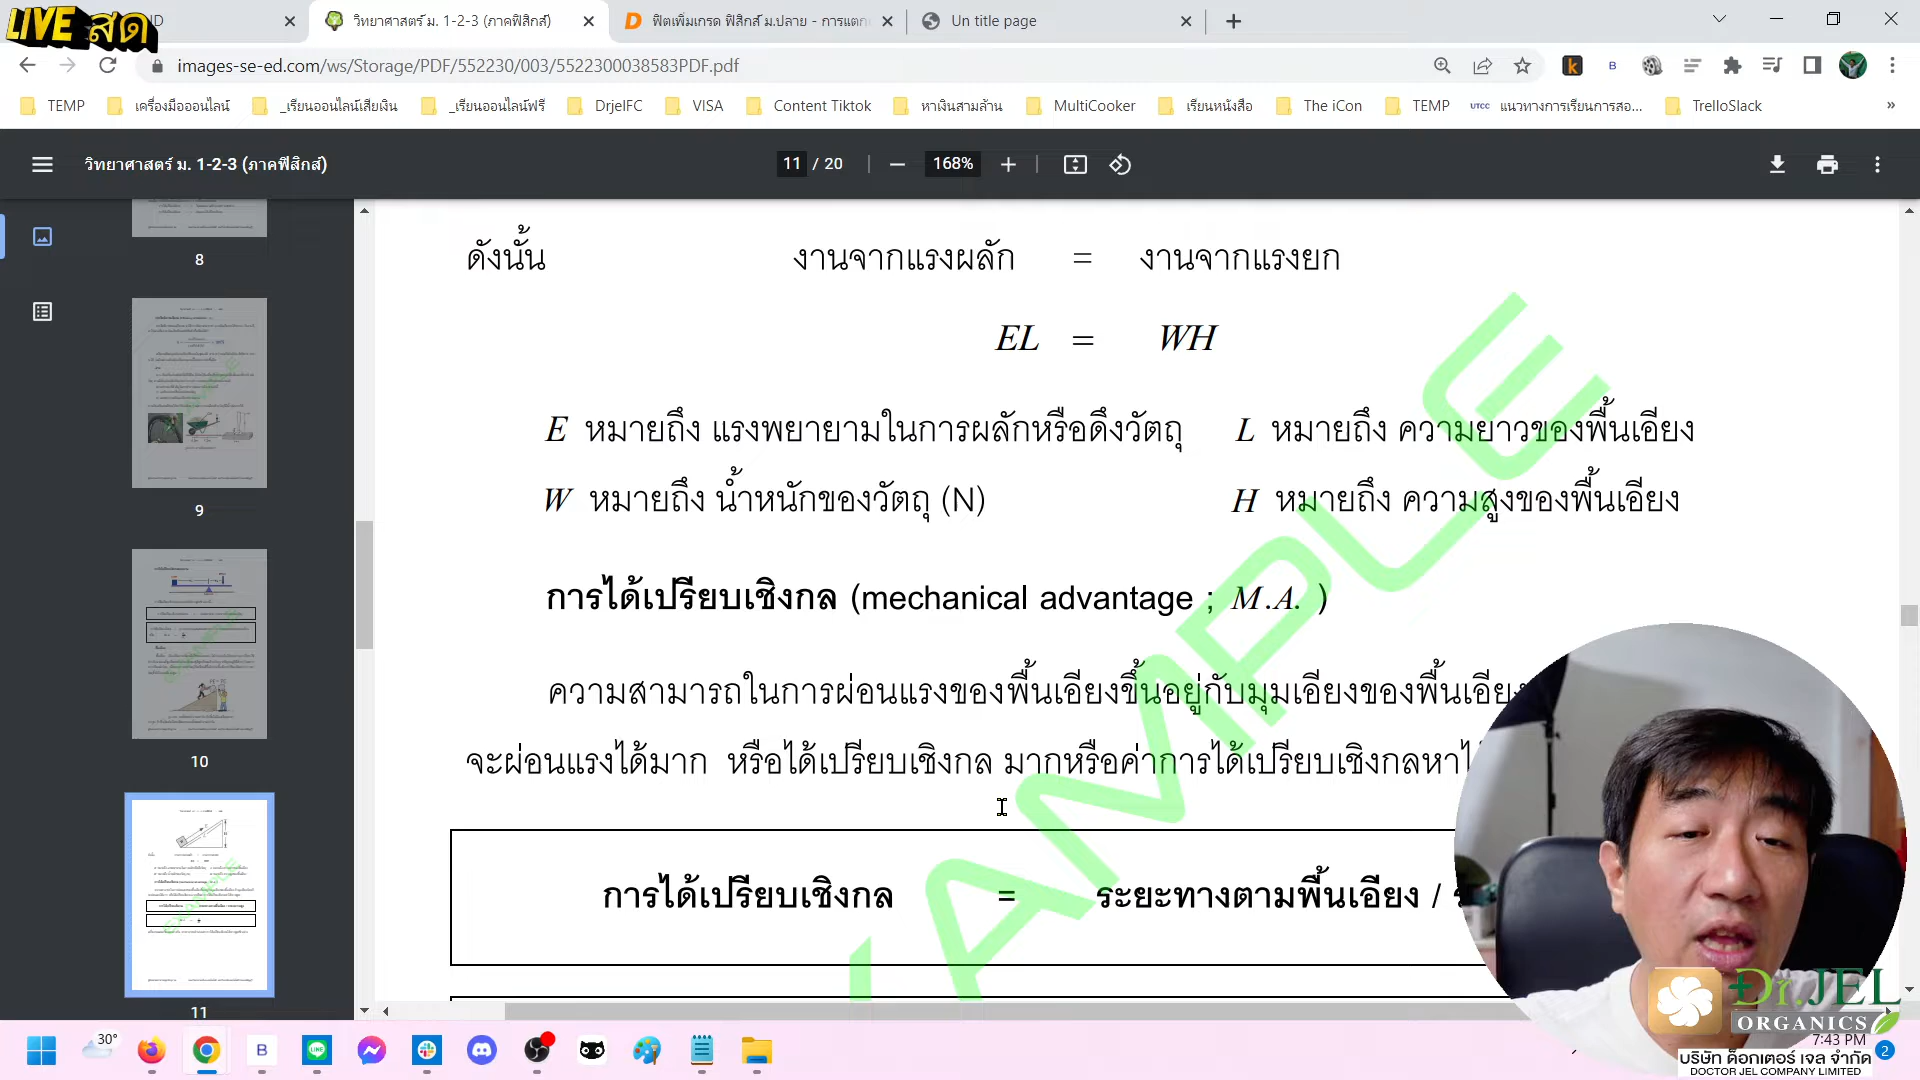 LIVE สด
ND
วิทยาศาสตร์ ม. 1-2-3 (ภาคฟิสิกส์)
ฟิตเพิ่มเกรด ฟิสิกส์ ม.ปลาย - การแตก
Un title page
images-se-ed.com/ws/Storage/PDF/552230/003/5522300038583PDF.pdf
TEMP
เครื่องมือออนไลน์
_เรียนออนไลน์เสียเงิน
_เรียนออนไลน์ฟรี
DrjelFC
VISA
Content Tiktok
หาเงินสามล้าน
MultiCooker
เรียนหนังสือ
The iCon
TEMP
UTCC แนวทางการเรียนการสอ...
TrelloSlack
»
วิทยาศาสตร์ ม. 1-2-3 (ภาคฟิสิกส์)
11 / 20
168%
8
9
10
11
ดังนั้น งานจากแรงผลัก = งานจากแรงยก
EL = WH
E หมายถึง แรงพยายามในการผลักหรือดึงวัตถุ L หมายถึง ความยาวของพื้นเอียง
W หมายถึง น้ำหนักของวัตถุ (N) H หมายถึง ความสูงของพื้นเอียง
การได้เปรียบเชิงกล (mechanical advantage ; M.A. )
ความสามารถในการผ่อนแรงของพื้นเอียงขึ้นอยู่กับมุมเอียงของพื้นเอียง
จะผ่อนแรงได้มาก หรือได้เปรียบเชิงกล มากหรือค่าการได้เปรียบเชิงกลหา
การได้เปรียบเชิงกล = ระยะทางตามพื้นเอียง /
EXAMPLE
Dr.JEL
ORGANICS
บริษัท ด็อกเตอร์ เจล จำกัด
DOCTOR JEL COMPANY LIMITED
30°
7:43 PM
2